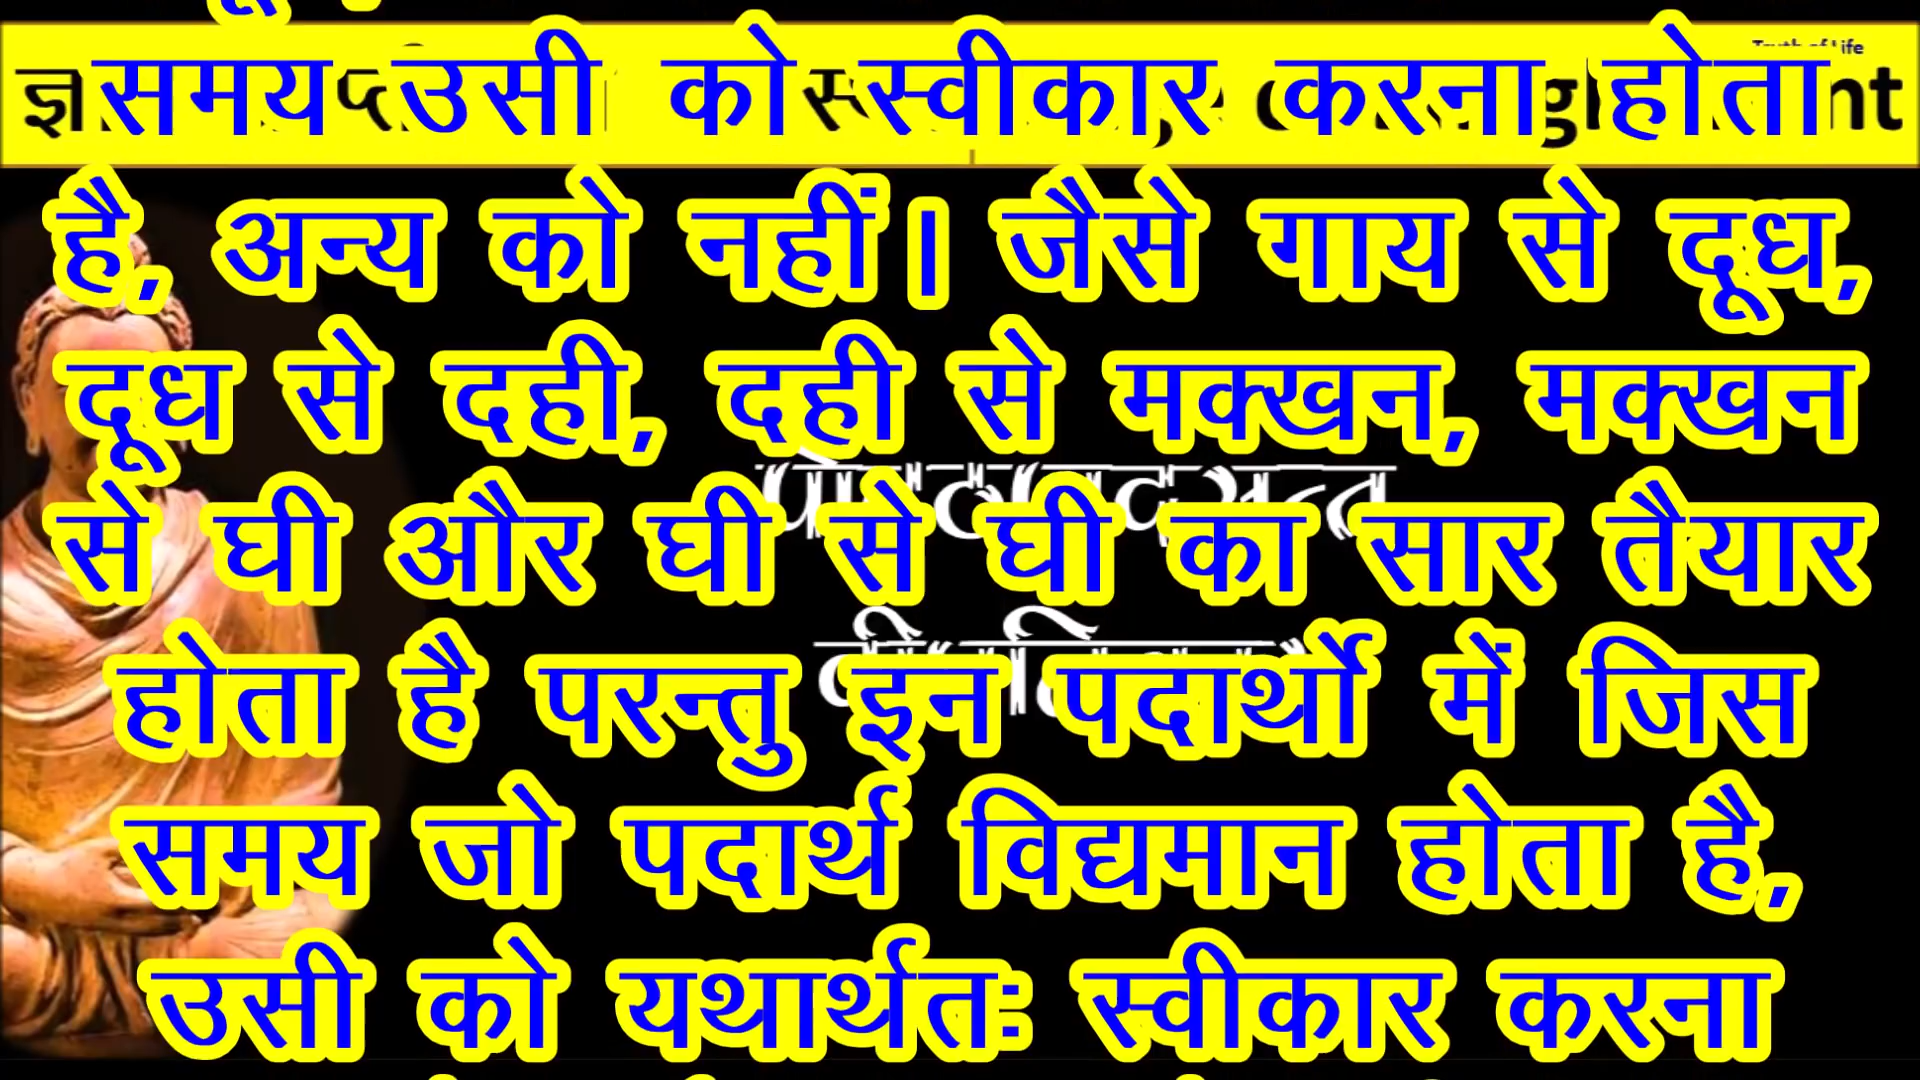 समय उसी को स्वीकार करना होता
है, अन्य को नहीं। जैसे गाय से दूध,
दूध से दही, दही से मक्खन, मक्खन
से घी और घी से घी का सार तैयार
होता है परन्तु इन पदार्थो में जिस
समय जो पदार्थ विद्यमान होता है,
उसी को यथार्थतः स्वीकार करना